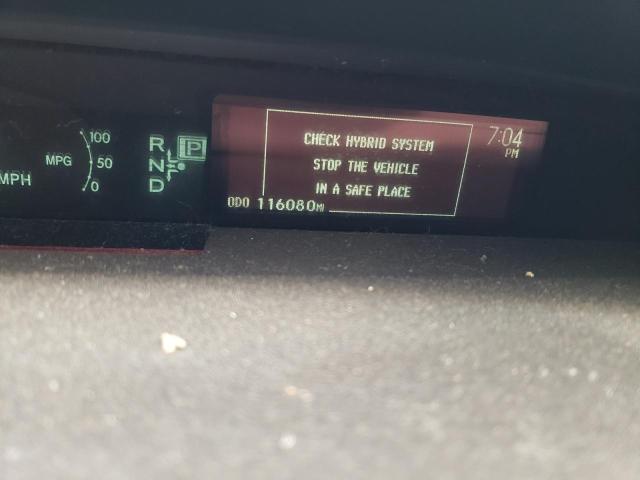 100
MPG 50
0
MPH
R P
N
D
CHECK HYBRID SYSTEM
STOP THE VEHICLE
IN A SAFE PLACE
7:04
PM
ODO 116080MI